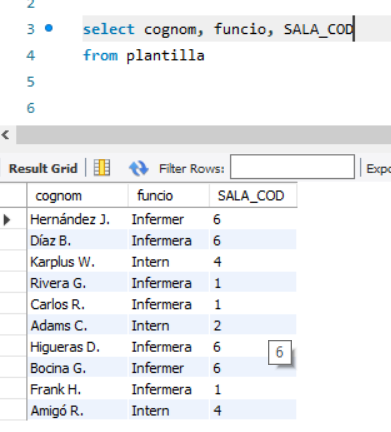 2
3 select cognom, funcio, SALA_COD
4 from plantilla
5
6
Result Grid Filter Rows: Expo
cognom funcio SALA_COD
Hernández J. Infermer 6
Díaz B. Infermera 6
Karplus W. Intern 4
Rivera G. Infermera 1
Carlos R. Infermera 1
Adams C. Intern 2
Higueras D. Infermera 6
6
Bocina G. Infermer 6
Frank H. Infermera 1
Amigó R. Intern 4